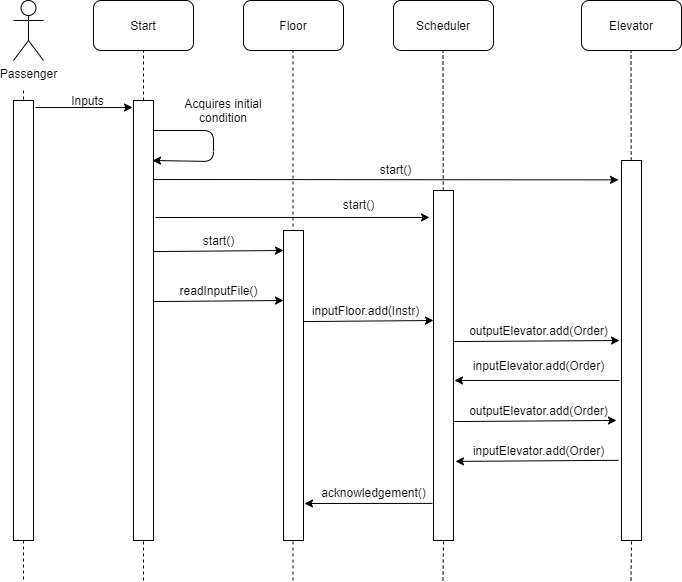 Start
Floor
Scheduler
Elevator
Passenger
Inputs
Acquires initial
condition
start()
start()
start()
readInputFile()
inputFloor.add(Instr)
outputElevator.add(Order)
inputElevator.add(Order)
outputElevator.add(Order)
inputElevator.add(Order)
acknowledgement()